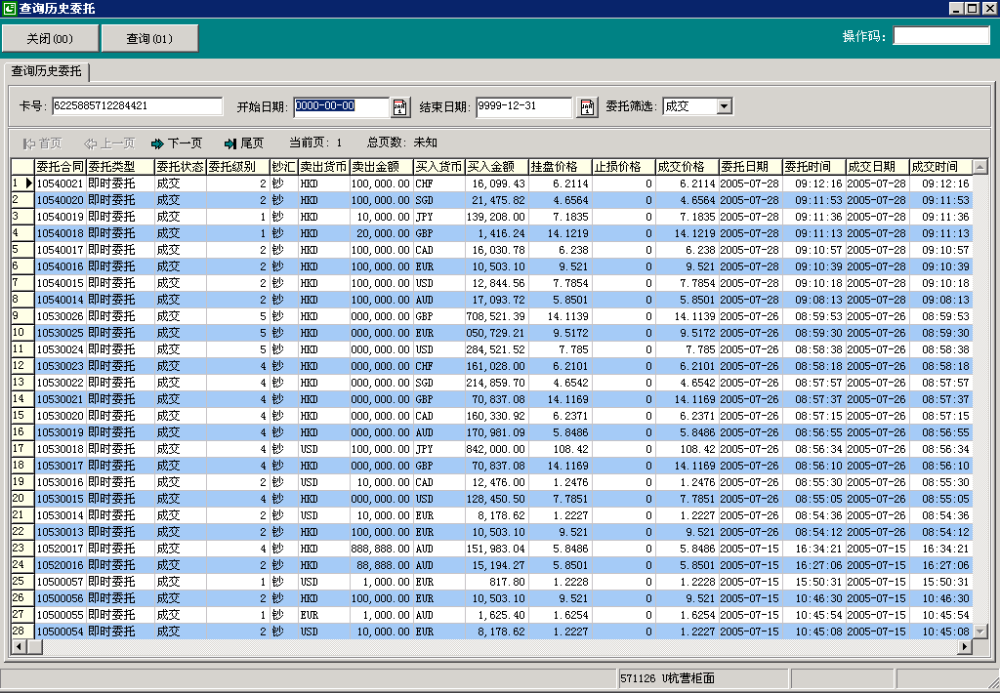 查询历史委托
关闭(00) 查询(01) 操作码:
查询历史委托
卡号: 6225885712284421 开始日期: 0000-00-00 结束日期: 9999-12-31 委托筛选: 成交
首页 上一页 下一页 尾页 当前页: 1 总页数: 未知
委托合同 委托类型 委托状态 委托级别 钞汇 卖出货币 卖出金额 买入货币 买入金额 挂盘价格 止损价格 成交价格 委托日期 委托时间 成交日期 成交时间
1 10540021 即时委托 成交 2 钞 HKD 100,000.00 CHF 16,099.43 6.2114 0 6.2114 2005-07-28 09:12:16 2005-07-28 09:12:16
2 10540020 即时委托 成交 2 钞 HKD 100,000.00 SGD 21,475.82 4.6564 0 4.6564 2005-07-28 09:11:53 2005-07-28 09:11:53
3 10540019 即时委托 成交 1 钞 HKD 10,000.00 JPY 139,208.00 7.1835 0 7.1835 2005-07-28 09:11:36 2005-07-28 09:11:36
4 10540018 即时委托 成交 1 钞 HKD 20,000.00 GBP 1,416.24 14.1219 0 14.1219 2005-07-28 09:11:13 2005-07-28 09:11:13
5 10540017 即时委托 成交 2 钞 HKD 100,000.00 CAD 16,030.78 6.238 0 6.238 2005-07-28 09:10:57 2005-07-28 09:10:57
6 10540016 即时委托 成交 2 钞 HKD 100,000.00 EUR 10,503.10 9.521 0 9.521 2005-07-28 09:10:39 2005-07-28 09:10:39
7 10540015 即时委托 成交 2 钞 HKD 100,000.00 USD 12,844.56 7.7854 0 7.7854 2005-07-28 09:10:18 2005-07-28 09:10:18
8 10540014 即时委托 成交 2 钞 HKD 100,000.00 AUD 17,093.72 5.8501 0 5.8501 2005-07-28 09:08:13 2005-07-28 09:08:13
9 10530026 即时委托 成交 5 钞 HKD 000,000.00 GBP 708,521.39 14.1139 0 14.1139 2005-07-26 08:59:53 2005-07-26 08:59:53
10 10530025 即时委托 成交 5 钞 HKD 000,000.00 EUR 050,729.21 9.5172 0 9.5172 2005-07-26 08:59:30 2005-07-26 08:59:30
11 10530024 即时委托 成交 5 钞 HKD 000,000.00 USD 284,521.52 7.785 0 7.785 2005-07-26 08:58:38 2005-07-26 08:58:38
12 10530023 即时委托 成交 4 钞 HKD 000,000.00 CHF 161,028.00 6.2101 0 6.2101 2005-07-26 08:58:18 2005-07-26 08:58:18
13 10530022 即时委托 成交 4 钞 HKD 000,000.00 SGD 214,859.70 4.6542 0 4.6542 2005-07-26 08:57:57 2005-07-26 08:57:57
14 10530021 即时委托 成交 4 钞 HKD 000,000.00 GBP 70,837.08 14.1169 0 14.1169 2005-07-26 08:57:37 2005-07-26 08:57:37
15 10530020 即时委托 成交 4 钞 HKD 000,000.00 CAD 160,330.92 6.2371 0 6.2371 2005-07-26 08:57:15 2005-07-26 08:57:15
16 10530019 即时委托 成交 4 钞 HKD 000,000.00 AUD 170,981.09 5.8486 0 5.8486 2005-07-26 08:56:55 2005-07-26 08:56:55
17 10530018 即时委托 成交 4 钞 USD 100,000.00 JPY 842,000.00 108.42 0 108.42 2005-07-26 08:56:34 2005-07-26 08:56:34
18 10530017 即时委托 成交 4 钞 HKD 000,000.00 GBP 70,837.08 14.1169 0 14.1169 2005-07-26 08:56:10 2005-07-26 08:56:10
19 10530016 即时委托 成交 2 钞 USD 10,000.00 CAD 12,476.00 1.2476 0 1.2476 2005-07-26 08:55:30 2005-07-26 08:55:30
20 10530015 即时委托 成交 4 钞 HKD 000,000.00 USD 128,450.50 7.7851 0 7.7851 2005-07-26 08:55:05 2005-07-26 08:55:05
21 10530014 即时委托 成交 2 钞 USD 10,000.00 EUR 8,178.62 1.2227 0 1.2227 2005-07-26 08:54:36 2005-07-26 08:54:36
22 10530013 即时委托 成交 2 钞 HKD 100,000.00 EUR 10,503.10 9.521 0 9.521 2005-07-26 08:54:12 2005-07-26 08:54:12
23 10520017 即时委托 成交 4 钞 HKD 888,888.00 AUD 151,983.04 5.8486 0 5.8486 2005-07-15 16:34:21 2005-07-15 16:34:21
24 10520016 即时委托 成交 2 钞 HKD 88,888.00 AUD 15,194.27 5.8501 0 5.8501 2005-07-15 16:27:06 2005-07-15 16:27:06
25 10500057 即时委托 成交 1 钞 USD 1,000.00 EUR 817.80 1.2228 0 1.2228 2005-07-15 15:50:31 2005-07-15 15:50:31
26 10500056 即时委托 成交 2 钞 HKD 100,000.00 EUR 10,503.10 9.521 0 9.521 2005-07-15 10:46:30 2005-07-15 10:46:30
27 10500055 即时委托 成交 1 钞 EUR 1,000.00 AUD 1,625.40 1.6254 0 1.6254 2005-07-15 10:45:54 2005-07-15 10:45:54
28 10500054 即时委托 成交 2 钞 USD 10,000.00 EUR 8,178.62 1.2227 0 1.2227 2005-07-15 10:45:08 2005-07-15 10:45:08
571126 U杭营柜面